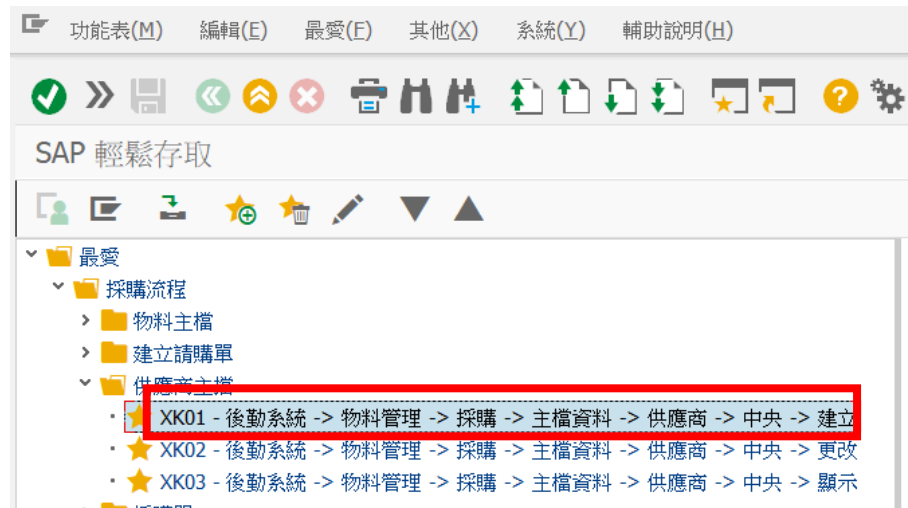 功能表(M) 編輯(E) 最愛(F) 其他(X) 系統(Y) 輔助說明(H)
SAP 輕鬆存取
最愛
採購流程
物料主檔
建立請購單
供應商主檔
XK01 - 後勤系統 -> 物料管理 -> 採購 -> 主檔資料 -> 供應商 -> 中央 -> 建立
XK02 - 後勤系統 -> 物料管理 -> 採購 -> 主檔資料 -> 供應商 -> 中央 -> 更改
XK03 - 後勤系統 -> 物料管理 -> 採購 -> 主檔資料 -> 供應商 -> 中央 -> 顯示